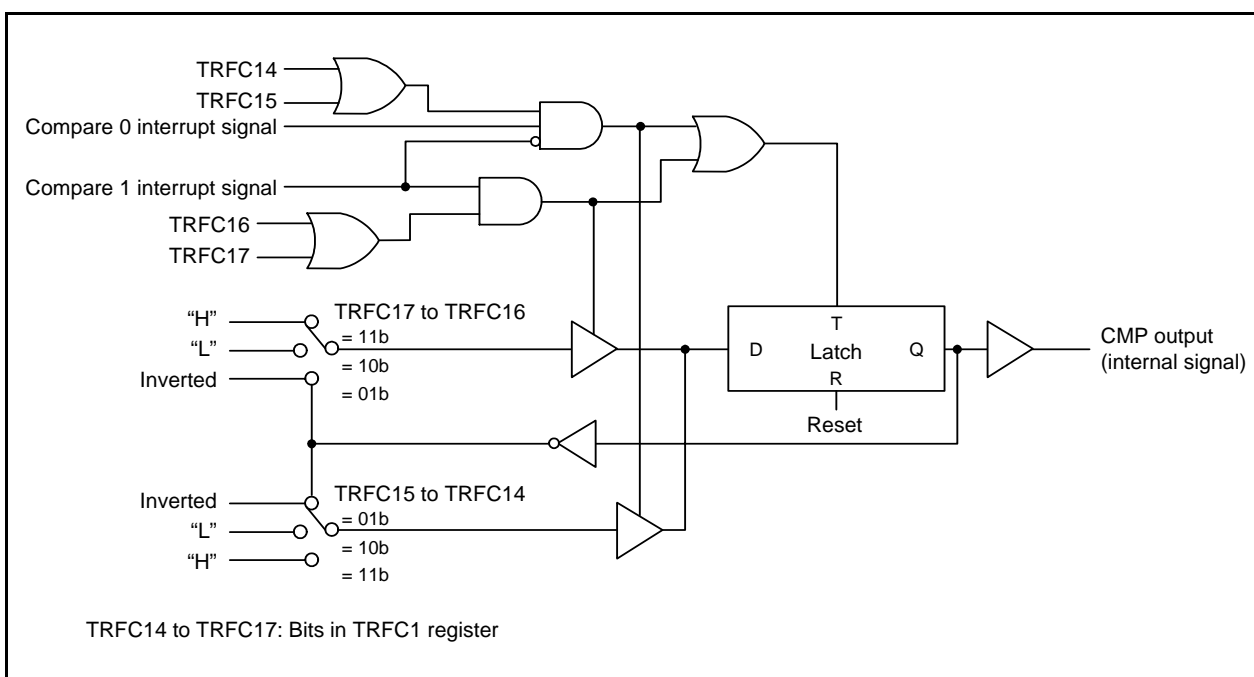 TRFC14
TRFC15
Compare 0 interrupt signal
Compare 1 interrupt signal
TRFC16
TRFC17
“H”
“L”
Inverted
TRFC17 to TRFC16
= 11b
= 10b
= 01b
T
D
Latch
Q
R
Reset
CMP output
(internal signal)
Inverted
“L”
“H”
TRFC15 to TRFC14
= 01b
= 10b
= 11b
TRFC14 to TRFC17: Bits in TRFC1 register